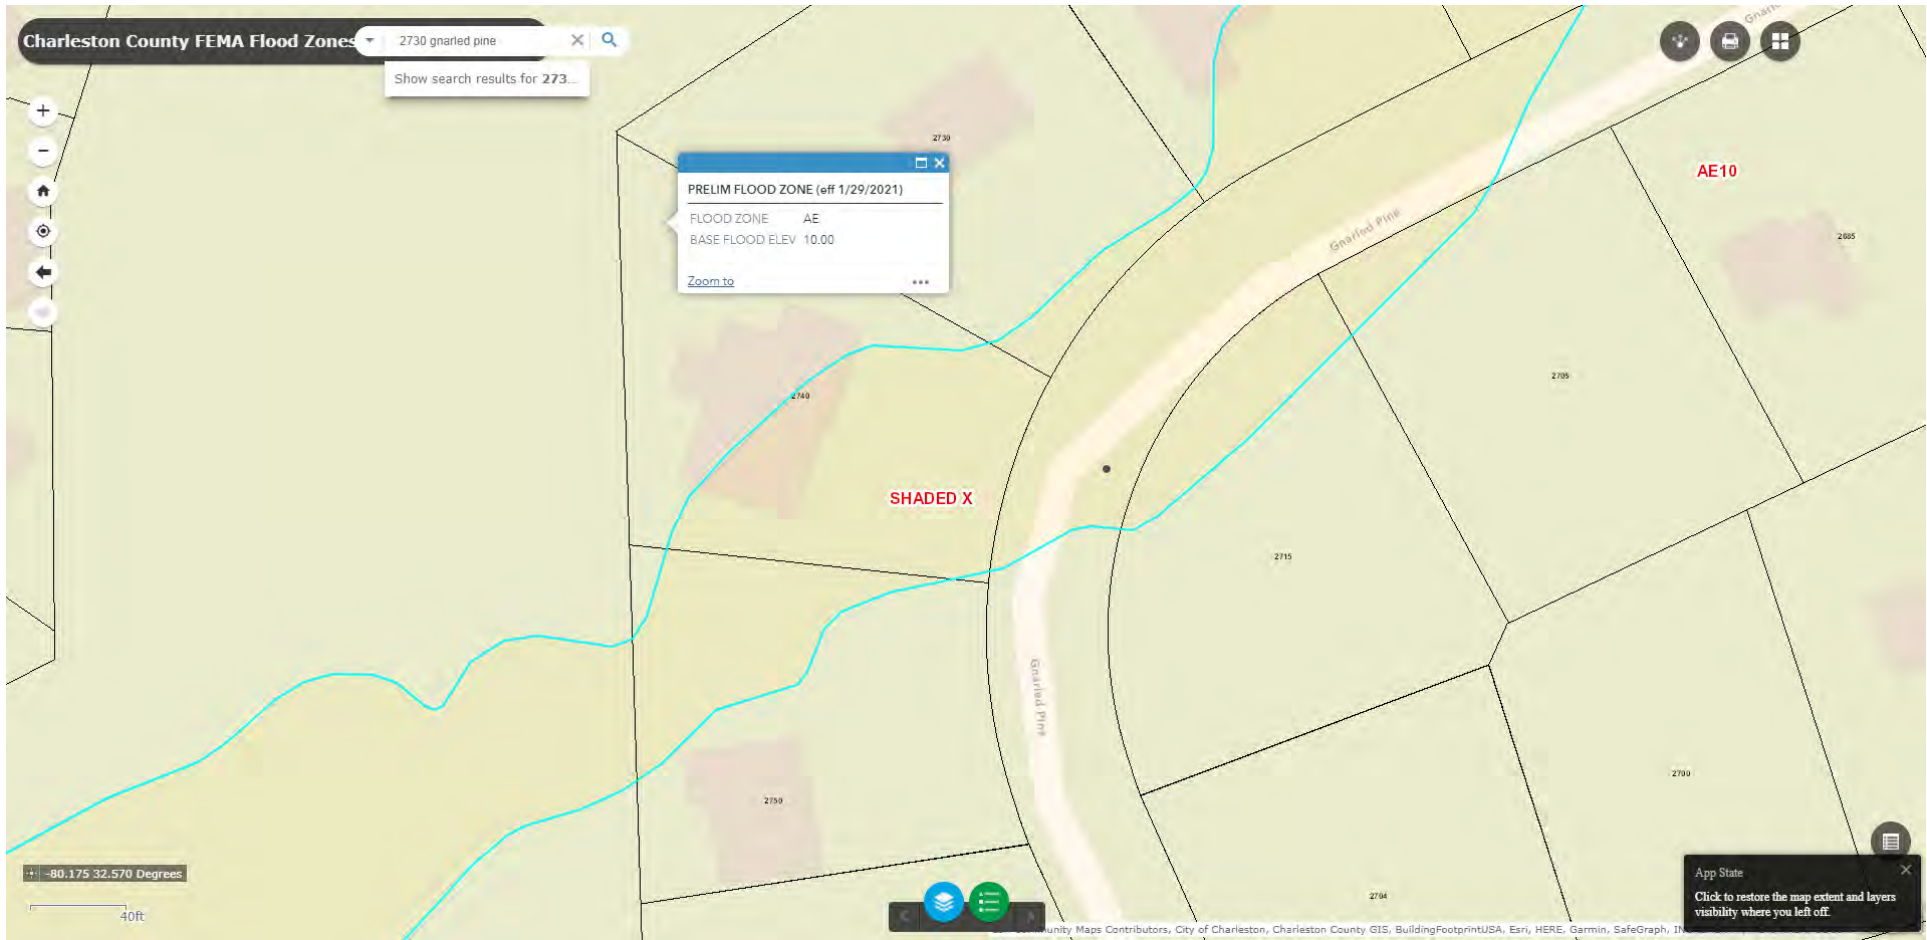 Charleston County FEMA Flood Zones
2730 gnarled pine
Show search results for 273...
2730
PRELIM FLOOD ZONE (eff 1/29/2021)
FLOOD ZONE AE
BASE FLOOD ELEV 10.00
Zoom to
AE10
Gnarled Pine
2685
2705
2740
SHADED X
2715
Gnarled Pine
2700
2750
2704
-80.175 32.570 Degrees
40ft
App State
Click to restore the map extent and layers
visibility where you left off.
Maps Contributors, City of Charleston, Charleston County GIS, BuildingFootprintUSA, Esri, HERE, Garmin, SafeGraph,